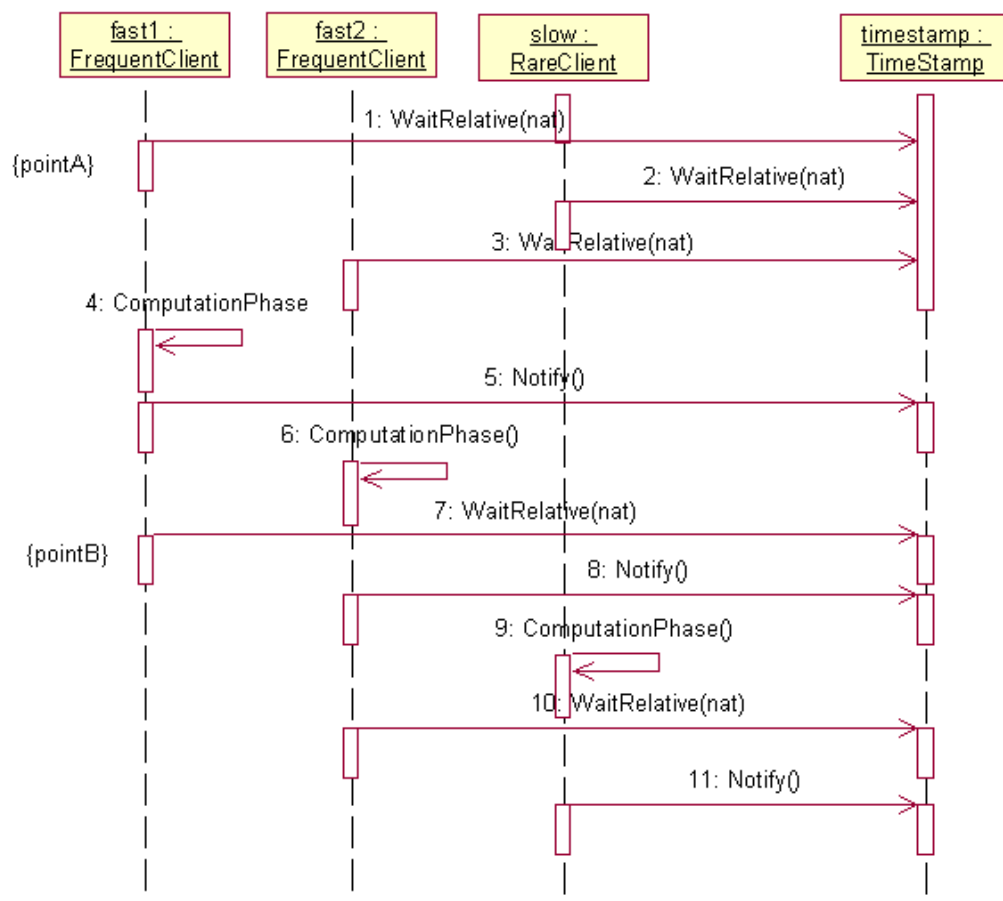 fast1 :
FrequentClient
fast2 :
FrequentClient
slow :
RareClient
timestamp :
TimeStamp
1: WaitRelative(nat)
{pointA}
2: WaitRelative(nat)
3: WaitRelative(nat)
4: ComputationPhase
5: Notify()
6: ComputationPhase()
7: WaitRelative(nat)
{pointB}
8: Notify()
9: ComputationPhase()
10: WaitRelative(nat)
11: Notify()